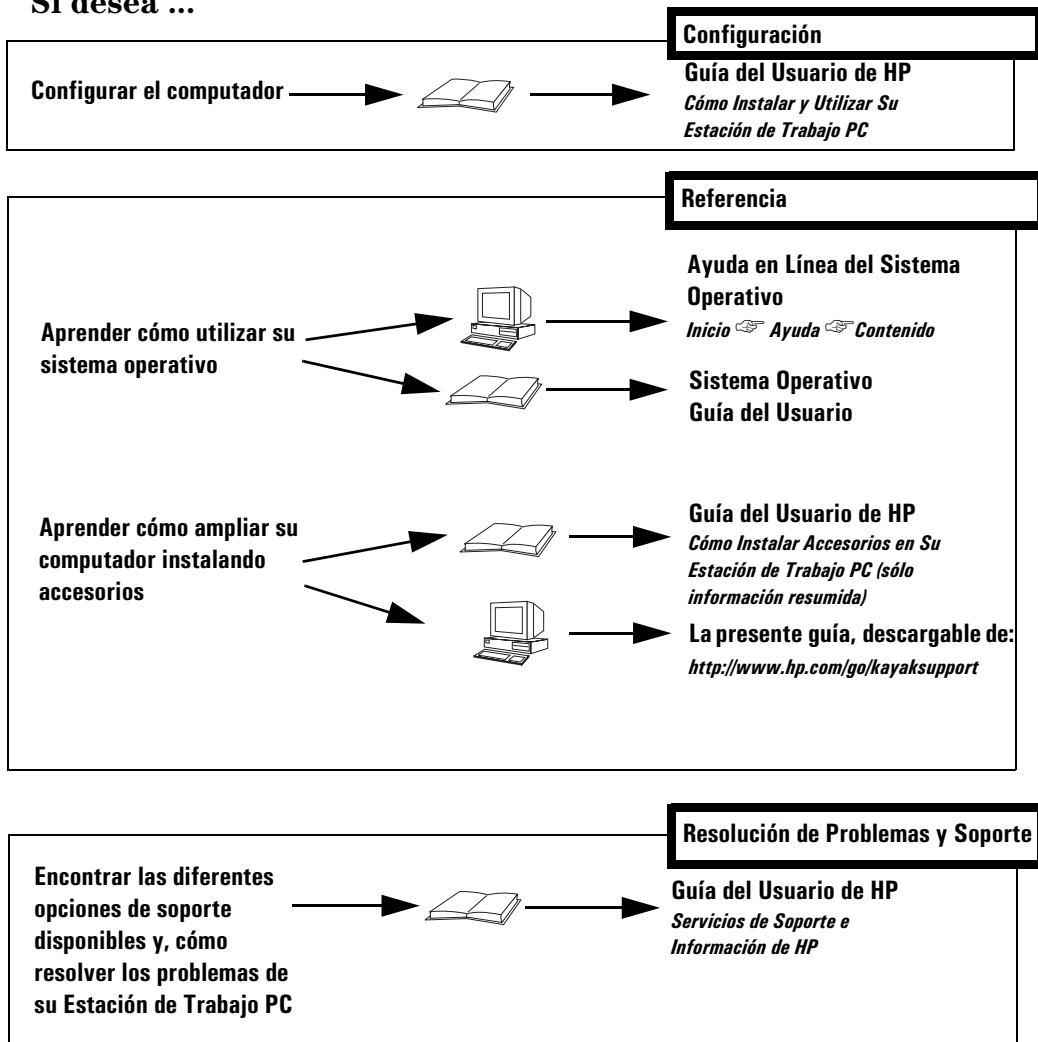 Si desea ...
Configuración
Configurar el computador
Guía del Usuario de HP
Cómo Instalar y Utilizar Su
Estación de Trabajo PC
Referencia
Aprender cómo utilizar su
sistema operativo
Ayuda en Línea del Sistema
Operativo
Inicio ☞ Ayuda ☞ Contenido
Sistema Operativo
Guía del Usuario
Aprender cómo ampliar su
computador instalando
accesorios
Guía del Usuario de HP
Cómo Instalar Accesorios en Su
Estación de Trabajo PC (sólo
información resumida)
La presente guía, descargable de:
http://www.hp.com/go/kayaksupport
Resolución de Problemas y Soporte
Encontrar las diferentes
opciones de soporte
disponibles y, cómo
resolver los problemas de
su Estación de Trabajo PC
Guía del Usuario de HP
Servicios de Soporte e
Información de HP